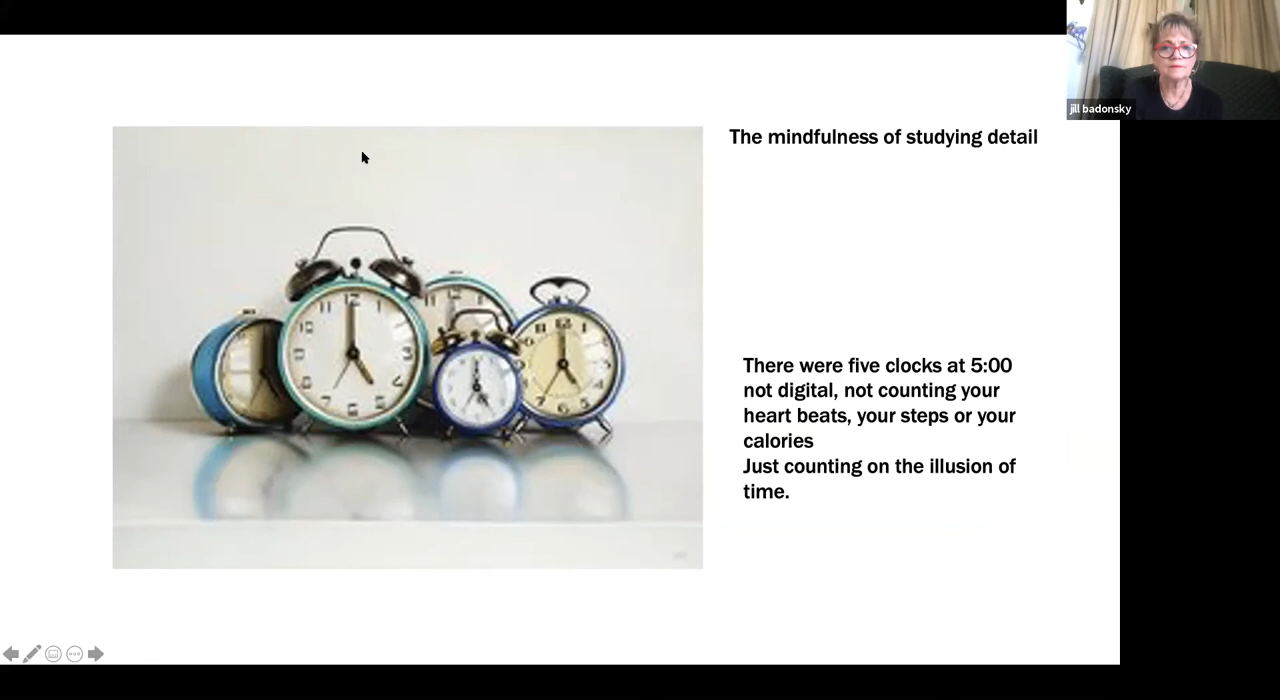 The mindfulness of studying detail
There were five clocks at 5:00
not digital, not counting your
heart beats, your steps or your
calories
Just counting on the illusion of
time.
jill badonsky